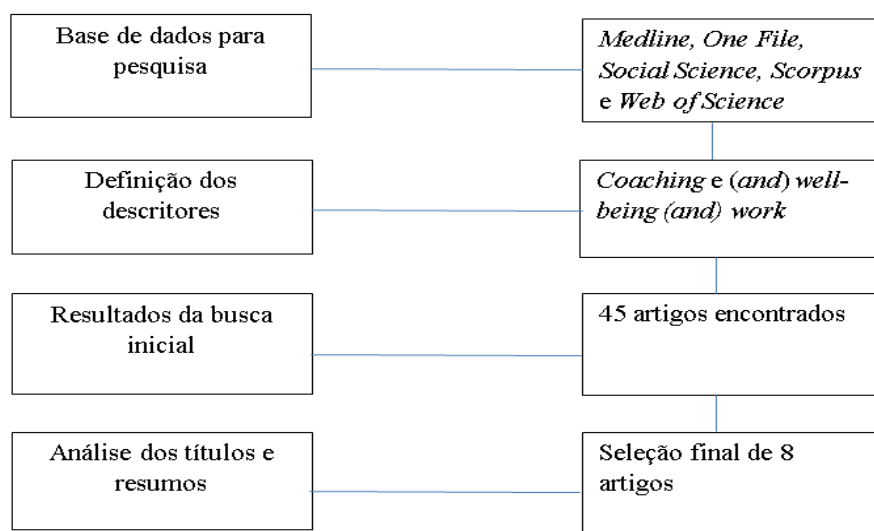 Base de dados para
pesquisa
Medline, One File,
Social Science, Scorpus
e Web of Science
Definição dos
descritores
Coaching e (and) well-
being (and) work
Resultados da busca
inicial
45 artigos encontrados
Análise dos títulos e
resumos
Seleção final de 8
artigos